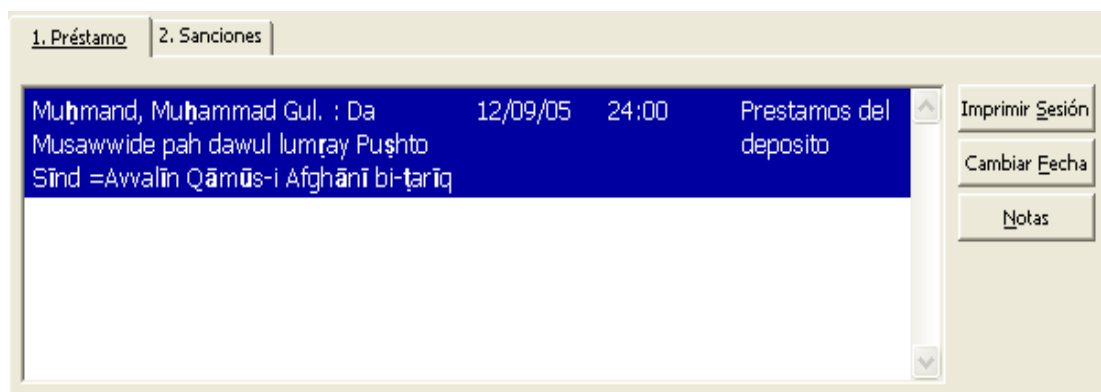 1. Préstamo 2. Sanciones
Muḥmand, Muḥammad Gul. : Da 12/09/05 24:00 Prestamos del
Musawwide pah dawul lumṛay Puṣhto deposito
Sīnd =Avvalīn Qāmūs-i Afghānī bi-ṭarīq
Imprimir Sesión
Cambiar Fecha
Notas